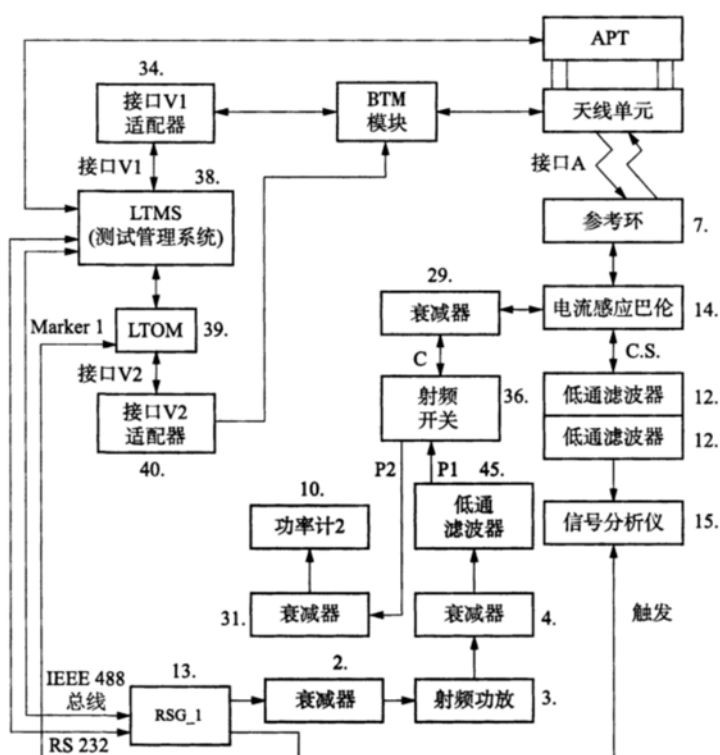 APT
34.
接口V1
适配器
BTM
模块
天线单元
接口V1
接口A
38.
LTMS
(测试管理系统)
参考环
7.
29.
衰减器
电流感应巴伦
14.
Marker 1
LTOM
39.
C
C.S.
接口V2
射频
开关
36.
低通滤波器
12.
接口V2
适配器
低通滤波器
12.
40.
P2
P1
45.
10.
功率计2
低通
滤波器
信号分析仪
15.
31.
衰减器
衰减器
4.
触发
IEEE 488
总线
13.
2.
RSG_1
衰减器
射频功放
3.
RS 232